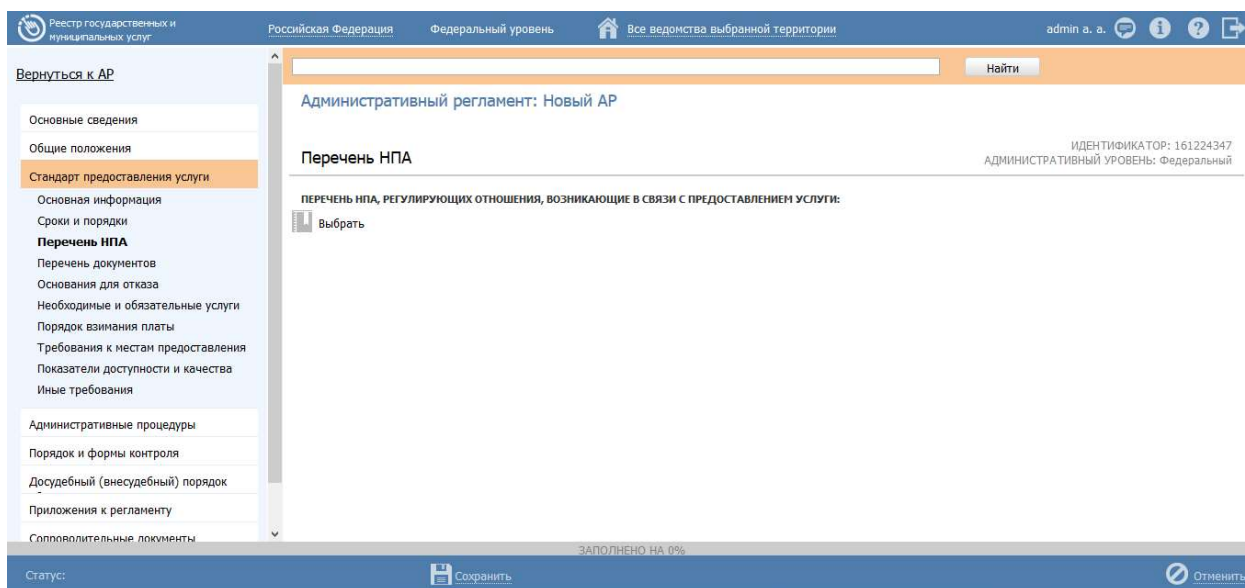 Реестр государственных и
муниципальных услуг
Российская Федерация
Федеральный уровень
Все ведомства выбранной территории
admin a. a.
Вернуться к АР
Найти
Административный регламент: Новый АР
Основные сведения
Общие положения
Стандарт предоставления услуги
Основная информация
Сроки и порядки
Перечень НПА
Перечень документов
Основания для отказа
Необходимые и обязательные услуги
Порядок взимания платы
Требования к местам предоставления
Показатели доступности и качества
Иные требования
Административные процедуры
Порядок и формы контроля
Досудебный (внесудебный) порядок
Приложения к регламенту
Сопроводительные документы
Перечень НПА
ИДЕНТИФИКАТОР: 161224347
АДМИНИСТРАТИВНЫЙ УРОВЕНЬ: Федеральный
ПЕРЕЧЕНЬ НПА, РЕГУЛИРУЮЩИХ ОТНОШЕНИЯ, ВОЗНИКАЮЩИЕ В СВЯЗИ С ПРЕДОСТАВЛЕНИЕМ УСЛУГИ:
Выбрать
ЗАПОЛНЕНО НА 0%
Статус:
Сохранить
Отменить